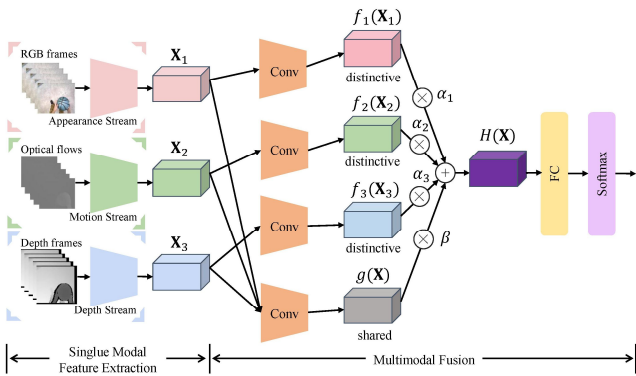 RGB frames
Appearance Stream
Optical flows
Motion Stream
Depth frames
Depth Stream
X₁
X₂
X₃
Conv
Conv
Conv
Conv
f₁(X₁)
distinctive
f₂(X₂)
distinctive
f₃(X₃)
distinctive
g(X)
shared
α₁
α₂
α₃
β
+
H(X)
FC
Softmax
Singlue Modal
Feature Extraction
Multimodal Fusion